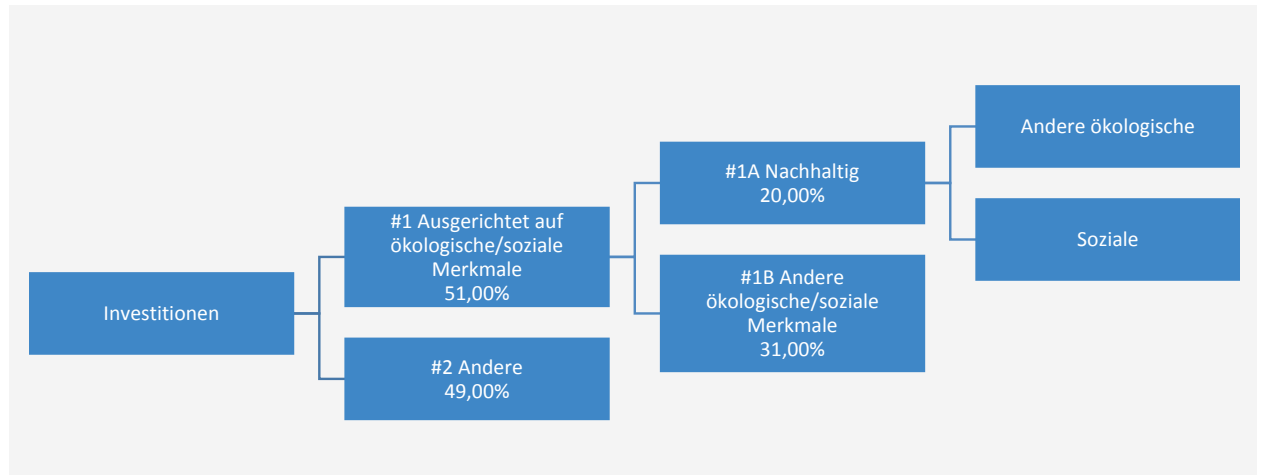 Investitionen
#1 Ausgerichtet auf
ökologische/soziale
Merkmale
51,00%
#2 Andere
49,00%
#1A Nachhaltig
20,00%
#1B Andere
ökologische/soziale
Merkmale
31,00%
Andere ökologische
Soziale